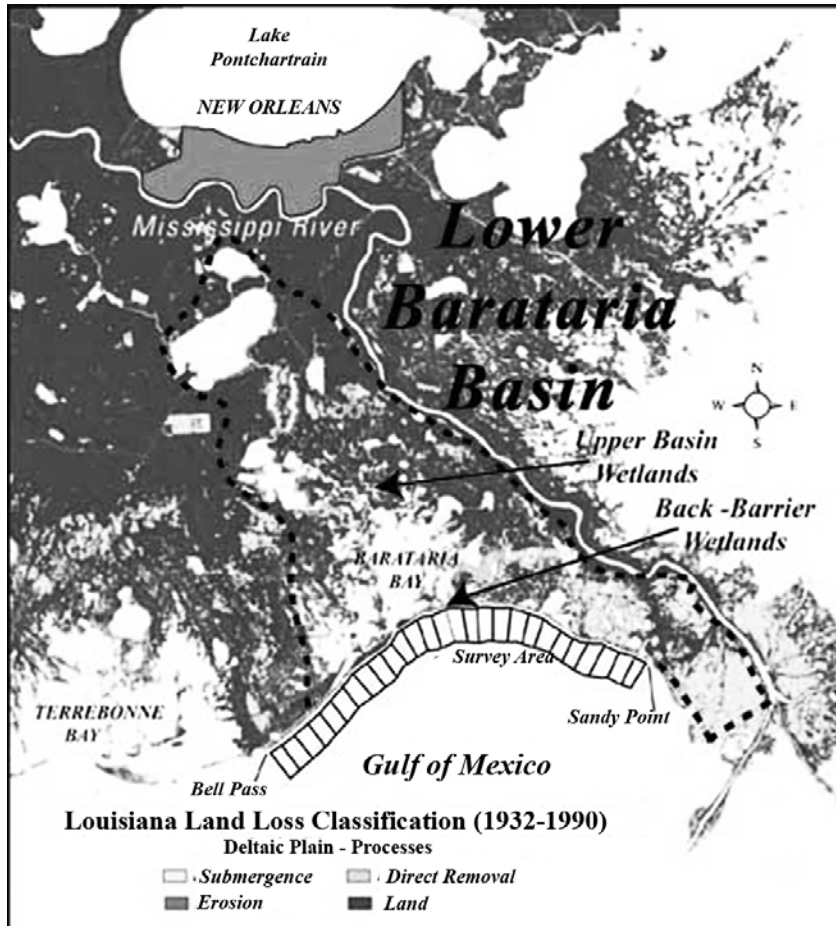 Lake
Pontchartrain
NEW ORLEANS
Mississippi River
Lower
Barataria
Basin
N
W E
S
Upper Basin
Wetlands
Back -Barrier
Wetlands
BARATARIA
BAY
Survey Area
Sandy Point
TERREBONNE
BAY
Bell Pass
Gulf of Mexico
Louisiana Land Loss Classification (1932-1990)
Deltaic Plain - Processes
Submergence Direct Removal
Erosion Land